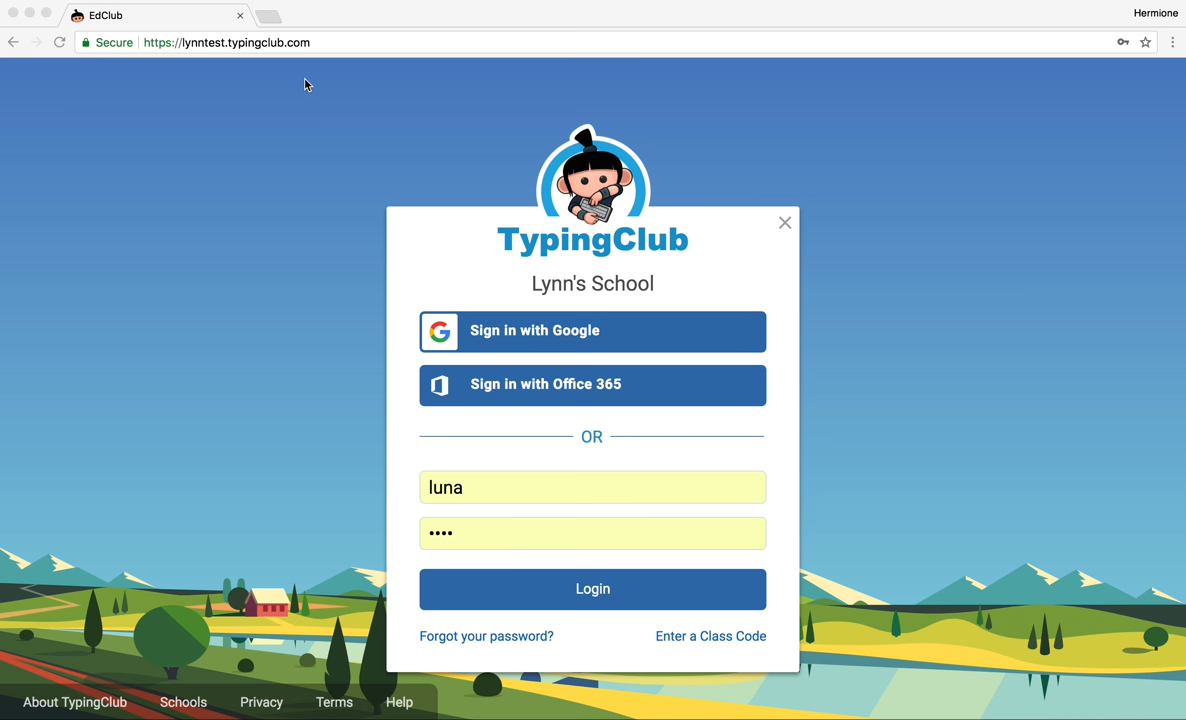 EdClub
Hermione
Secure https://lynntest.typingclub.com
TypingClub
Lynn's School
Sign in with Google
Sign in with Office 365
OR
luna
••••
Login
Forgot your password? Enter a Class Code
About TypingClub Schools Privacy Terms Help